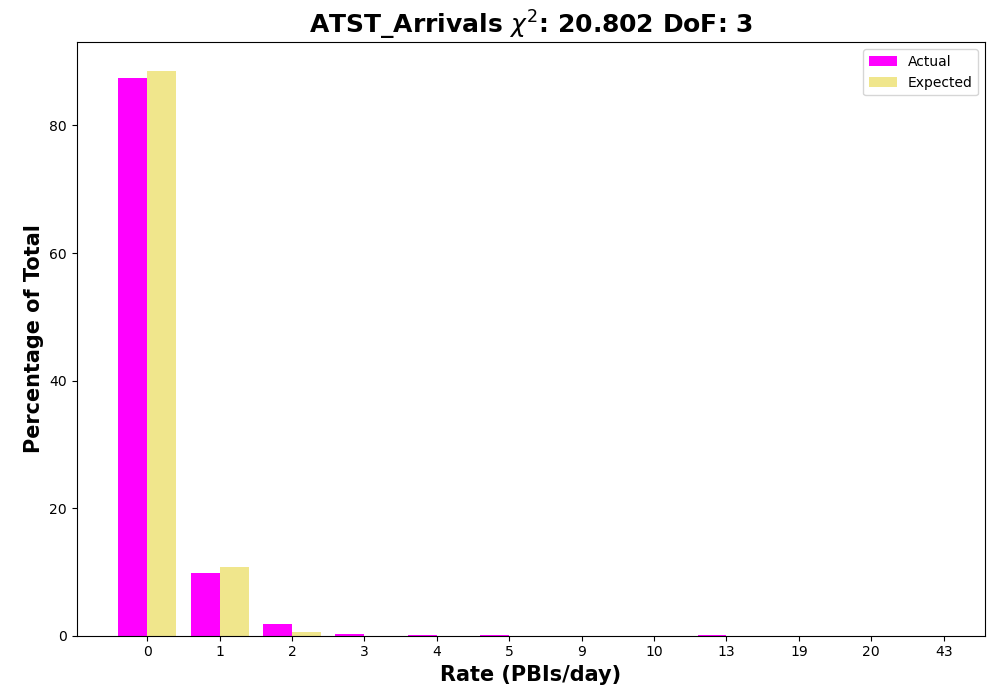 ATST_Arrivals χ²: 20.802 DoF: 3
Actual
Expected
Percentage of Total
80
60
40
20
0
0 1 2 3 4 5 9 10 13 19 20 43
Rate (PBIs/day)